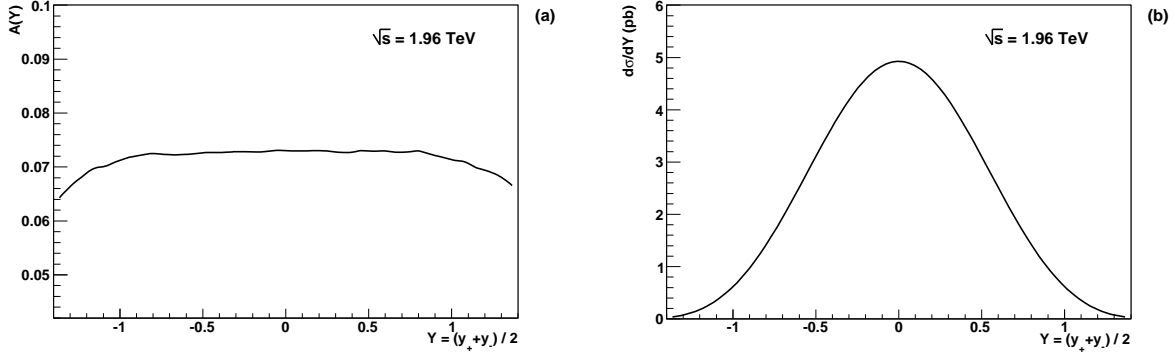 A(Y)
0.1
0.09
0.08
0.07
0.06
0.05
-1
-0.5
0
0.5
1
Y = (y+ + y-) / 2
√s = 1.96 TeV
(a)
dσ/dY (pb)
6
5
4
3
2
1
0
-1
-0.5
0
0.5
1
Y = (y+ + y-) / 2
√s = 1.96 TeV
(b)